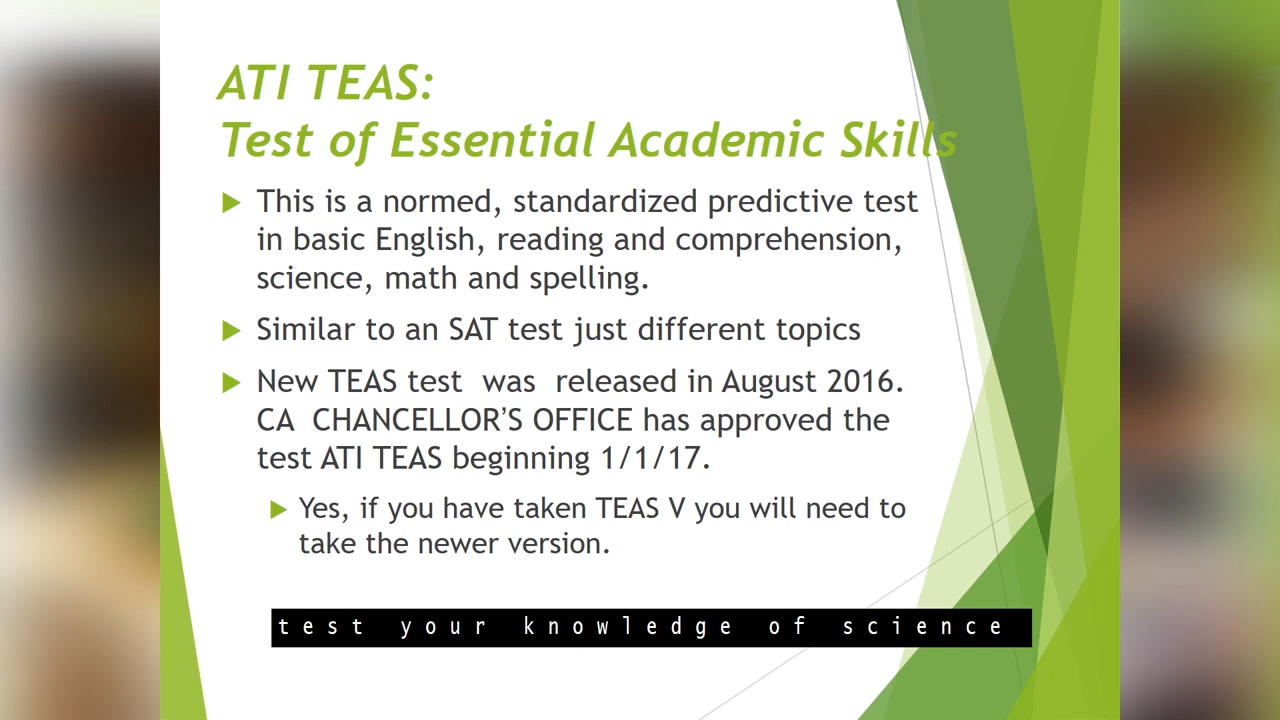 ATI TEAS:
Test of Essential Academic Skills
This is a normed, standardized predictive test
in basic English, reading and comprehension,
science, math and spelling.
Similar to an SAT test just different topics
New TEAS test  was  released in August 2016.
CA  CHANCELLOR’S OFFICE has approved the
test ATI TEAS beginning 1/1/17.
Yes, if you have taken TEAS V you will need to
take the newer version.
test your knowledge of science